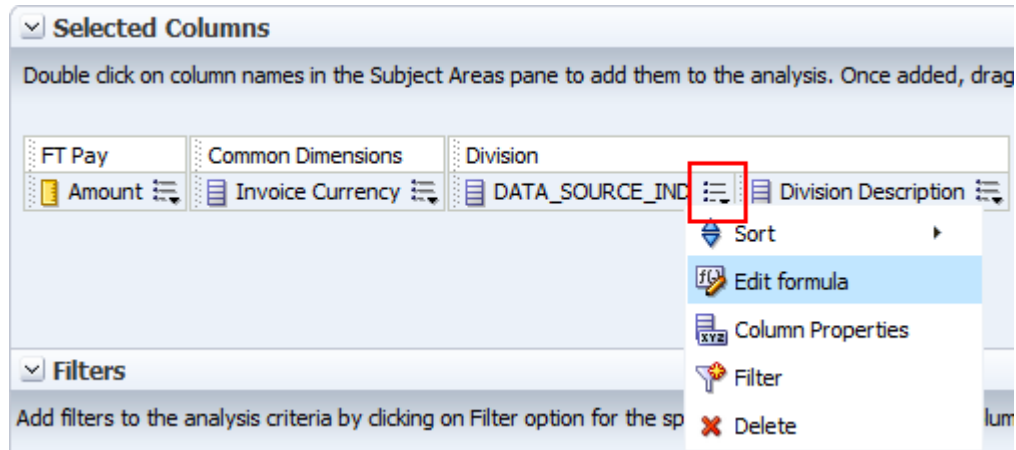 Selected Columns
Double click on column names in the Subject Areas pane to add them to the analysis. Once added, drag
FT Pay Common Dimensions Division
Amount Invoice Currency DATA_SOURCE_IND Division Description
Sort
Edit formula
Column Properties
Filters
Filter
Add filters to the analysis criteria by clicking on Filter option for the sp
Delete